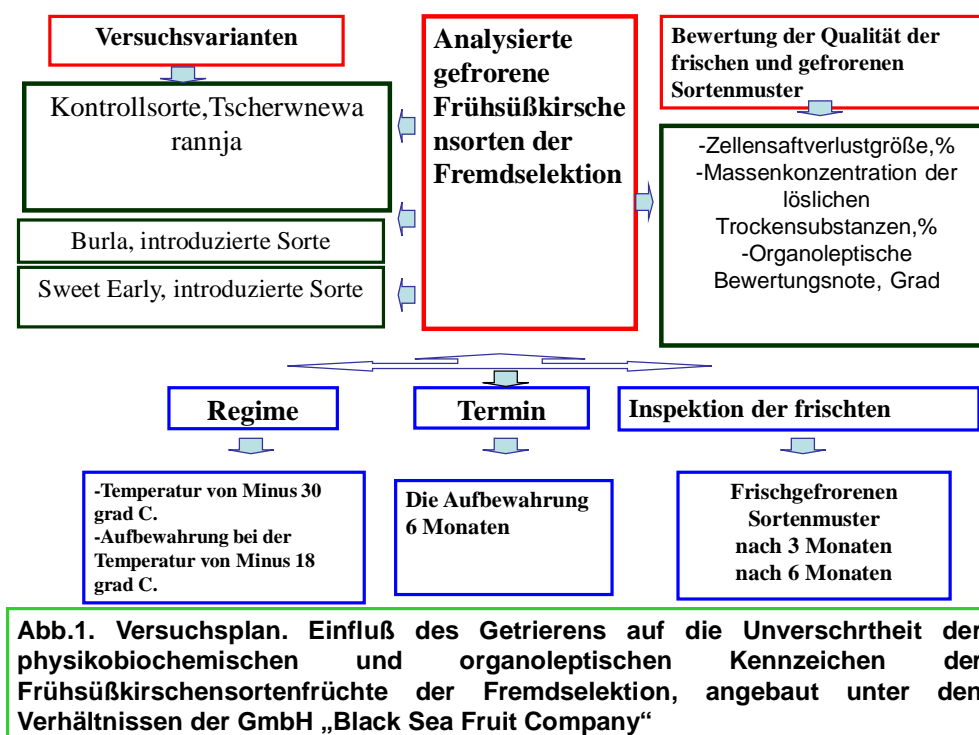 Versuchsvarianten
Kontrollsorte,Tscherwnewa
rannja
Burla, introduzierte Sorte
Sweet Early, introduzierte Sorte
Analysierte
gefrorene
Frühsüßkirsche
nsorten der
Fremdselektion
Bewertung der Qualität der
frischen und gefrorenen
Sortenmuster
-Zellensaftverlustgröße,%
-Massenkonzentration der
löslichen
Trockensubstanzen,%
-Organoleptische
Bewertungsnote, Grad
Regime
-Temperatur von Minus 30
grad C.
-Aufbewahrung bei der
Temperatur von Minus 18
grad C.
Termin
Die Aufbewahrung
6 Monaten
Inspektion der frischten
Frischgefrorenen
Sortenmuster
nach 3 Monaten
nach 6 Monaten
Abb.1. Versuchsplan. Einfluß des Getrierens auf die Unverschrtheit der
physikobiochemischen und organoleptischen Kennzeichen der
Frühsüßkirschensortenfrüchte der Fremdselektion, angebaut unter den
Verhältnissen der GmbH „Black Sea Fruit Company“